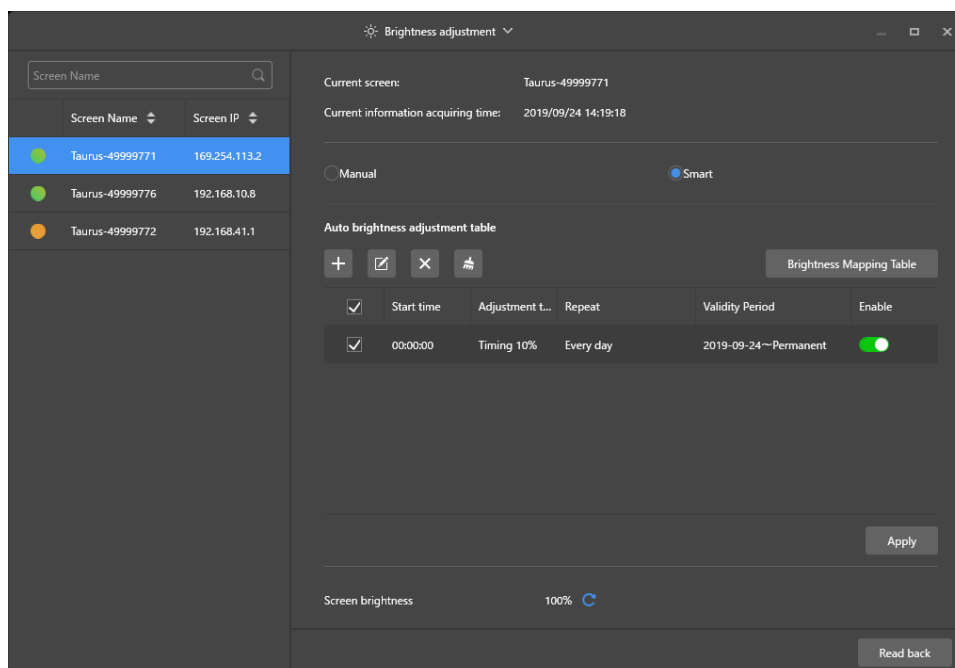 Brightness adjustment
Screen Name
Screen Name Screen IP
Taurus-49999771 169.254.113.2
Taurus-49999776 192.168.10.8
Taurus-49999772 192.168.41.1
Current screen: Taurus-49999771
Current information acquiring time: 2019/09/24 14:19:18
Manual Smart
Auto brightness adjustment table
Brightness Mapping Table
Start time Adjustment t... Repeat Validity Period Enable
00:00:00 Timing 10% Every day 2019-09-24~Permanent
Apply
Screen brightness 100%
Read back